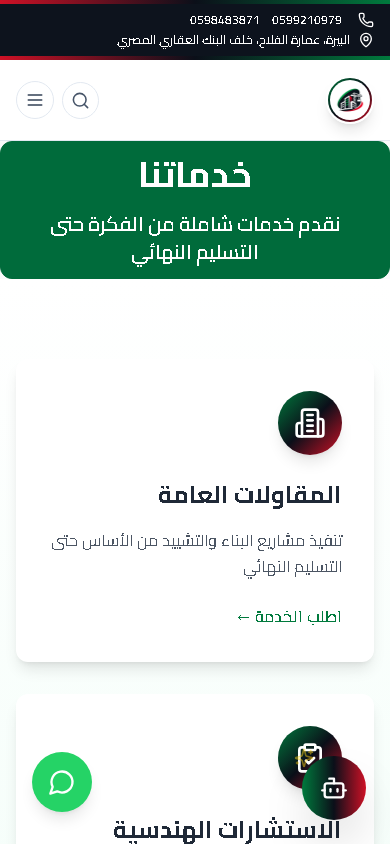 0598483871 0599210979
البيرة، عمارة الفلاح، خلف البنك العقاري المصري
خدماتنا
نقدم خدمات شاملة من الفكرة حتى
التسليم النهائي
المقاولات العامة
تنفيذ مشاريع البناء والتشييد من الأساس حتى
التسليم النهائي
اطلب الخدمة ←
الاستشارات الهندسية